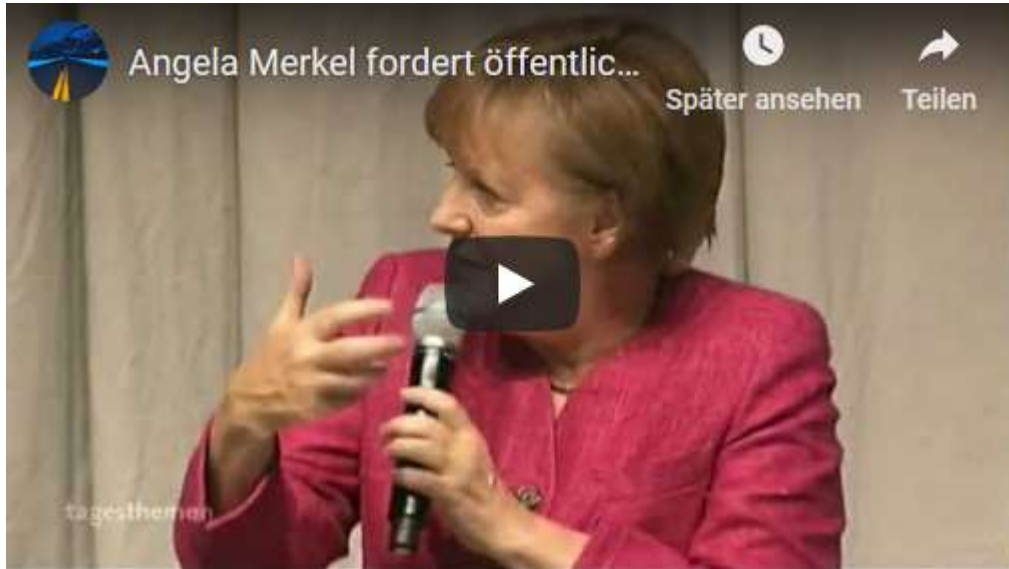 Angela Merkel fordert öffentlic...
Später ansehen
Teilen
tagesthemen